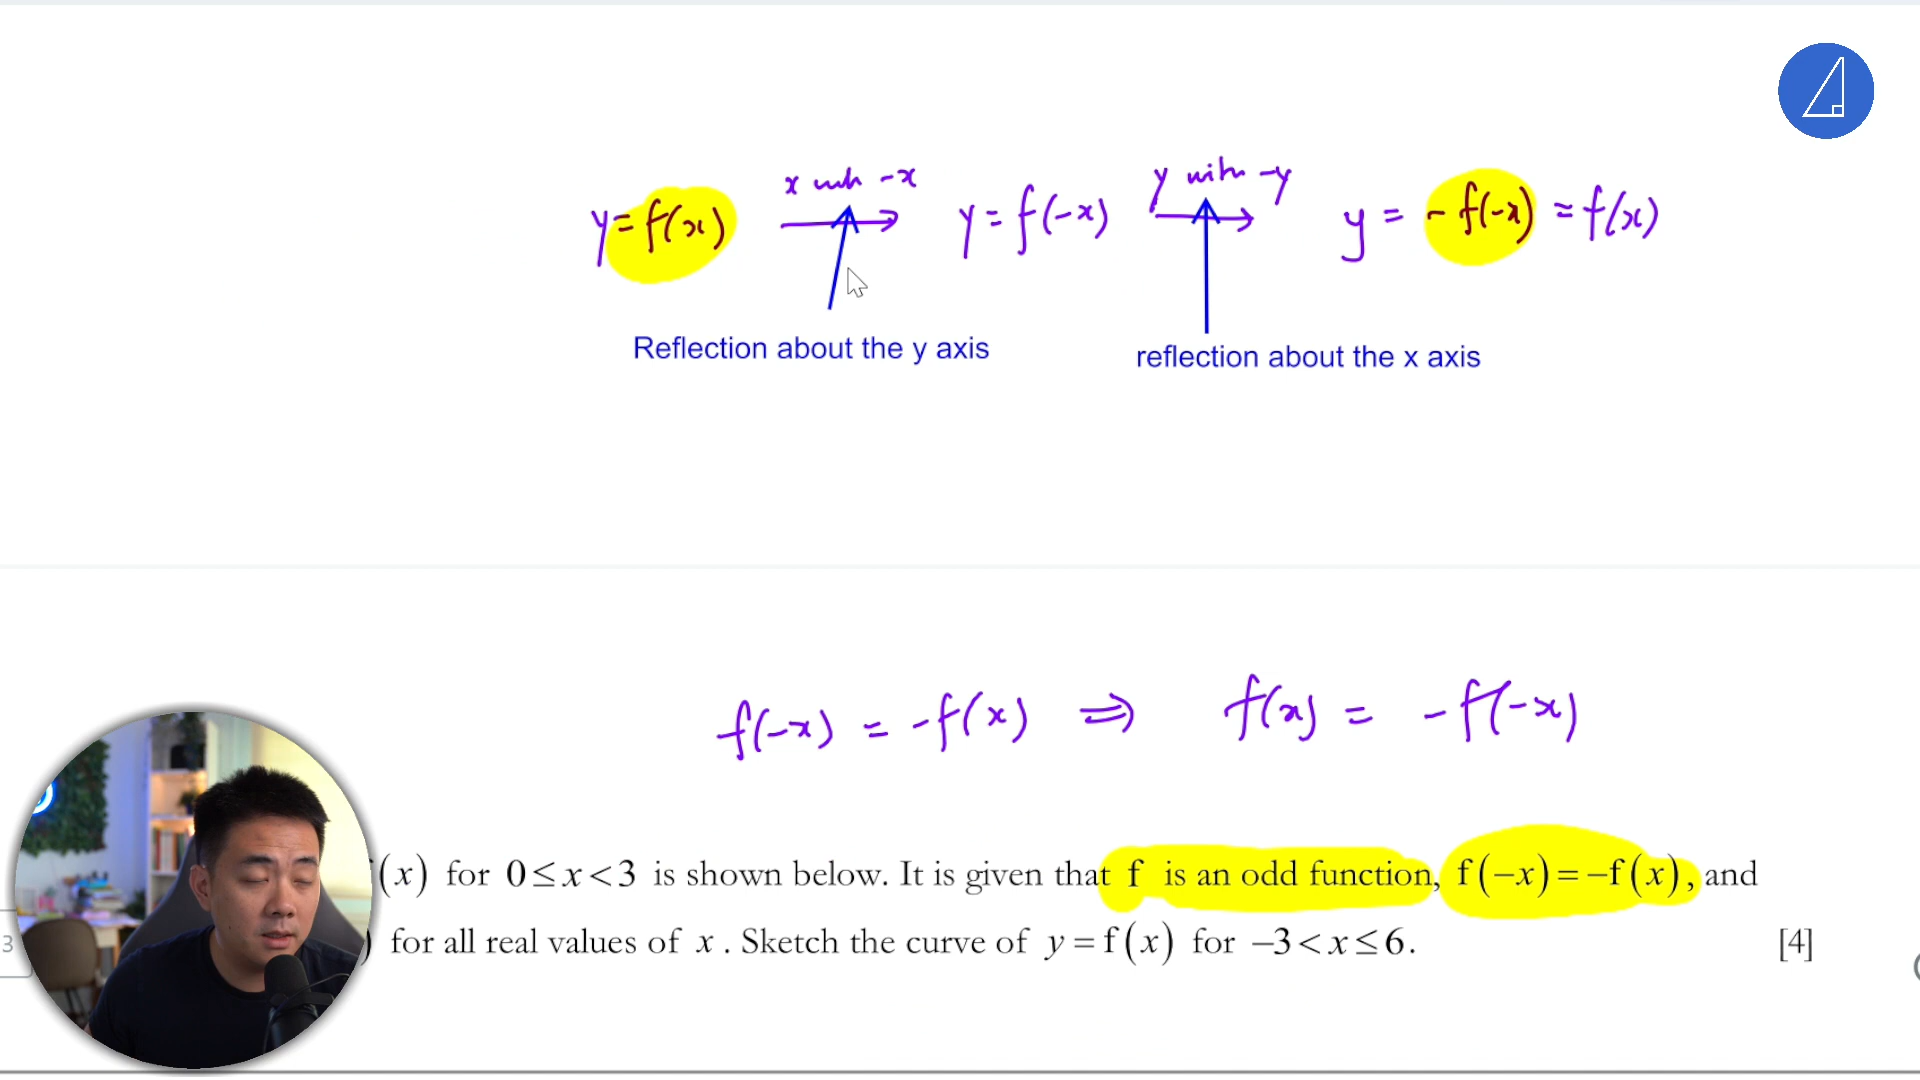 x with -x
y with -y
y = f(x) → y = f(-x) → y = - f(-x) = f(x)
Reflection about the y axis
reflection about the x axis
f(-x) = -f(x) ⇒ f(x) = -f(-x)
(x) for 0≤x<3 is shown below. It is given that f is an odd function, f(−x)=−f(x), and
) for all real values of x. Sketch the curve of y=f(x) for −3<x≤6. [4]
3